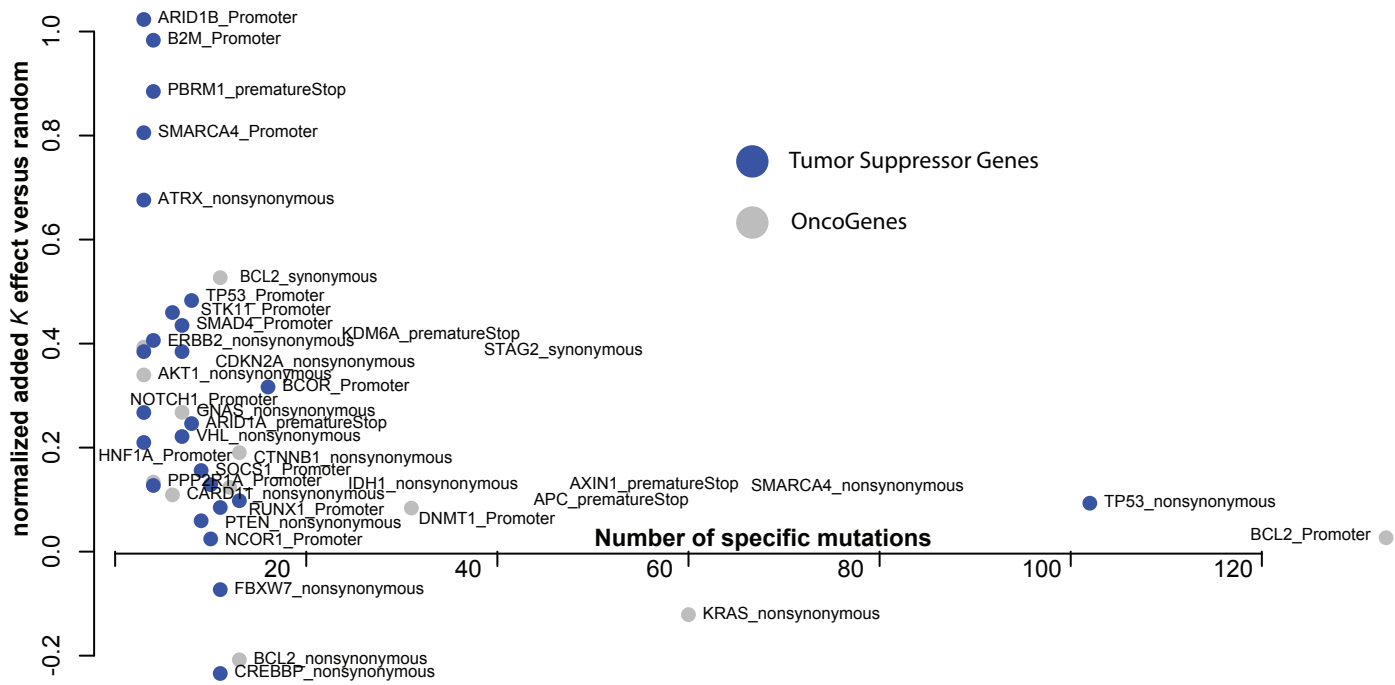 normalized added K effect versus random
1.0
0.8
0.6
0.4
0.2
0.0
-0.2
ARID1B_Promoter
B2M_Promoter
PBRM1_prematureStop
SMARCA4_Promoter
Tumor Suppressor Genes
ATRX_nonsynonymous
OncoGenes
BCL2_synonymous
TP53_Promoter
STK11_Promoter
SMAD4_Promoter
KDM6A_prematureStop
ERBB2_nonsynonymous
STAG2_synonymous
CDKN2A_nonsynonymous
AKT1_nonsynonymous
BCOR_Promoter
NOTCH1_Promoter
GNAS_nonsynonymous
ARID1A_prematureStop
VHL_nonsynonymous
HNF1A_Promoter
CTNNB1_nonsynonymous
SOCS1_Promoter
PPP2R1A_Promoter
IDH1_nonsynonymous
AXIN1_prematureStop
SMARCA4_nonsynonymous
CARD11_nonsynonymous
APC_prematureStop
TP53_nonsynonymous
RUNX1_Promoter
DNMT1_Promoter
PTEN_nonsynonymous
NCOR1_Promoter
Number of specific mutations
BCL2_Promoter
20
40
60
80
100
120
FBXW7_nonsynonymous
KRAS_nonsynonymous
BCL2_nonsynonymous
CREBBP_nonsynonymous